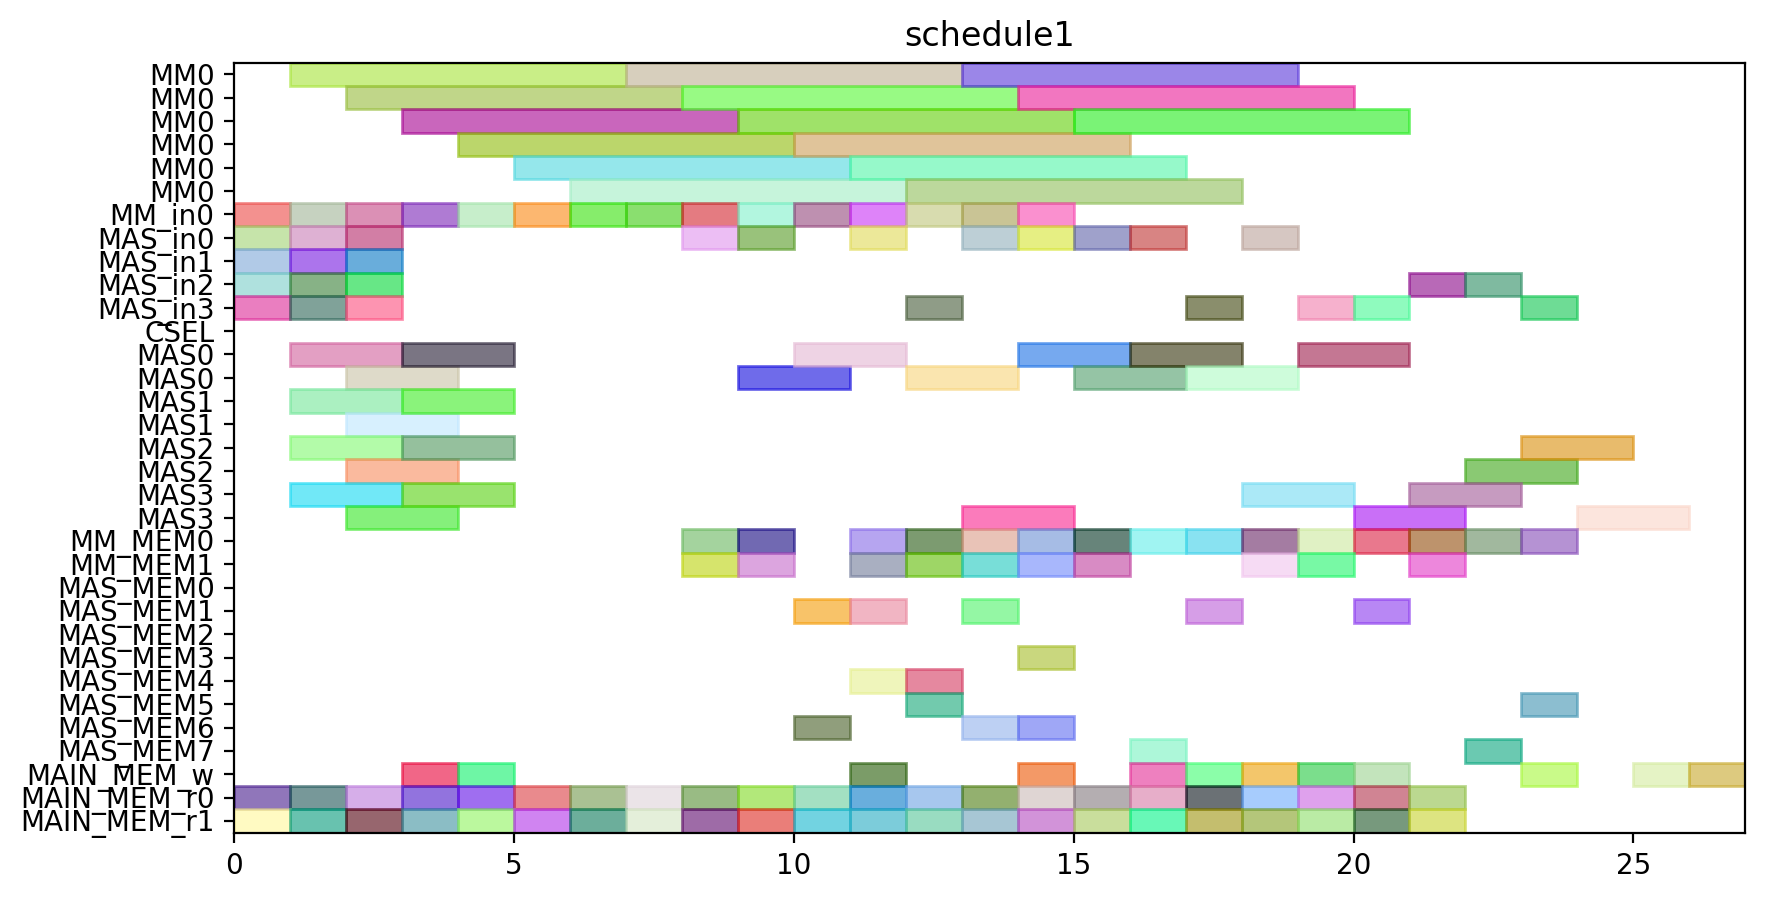 schedule1
MM0
MM0
MM0
MM0
MM0
MM0
MM_in0
MAS_in0
MAS_in1
MAS_in2
MAS_in3
CSEL
MAS0
MAS0
MAS1
MAS1
MAS2
MAS2
MAS3
MAS3
MM_MEM0
MM_MEM1
MAS_MEM0
MAS_MEM1
MAS_MEM2
MAS_MEM3
MAS_MEM4
MAS_MEM5
MAS_MEM6
MAS_MEM7
MAIN_MEM_w
MAIN_MEM_r0
MAIN_MEM_r1
0 5 10 15 20 25